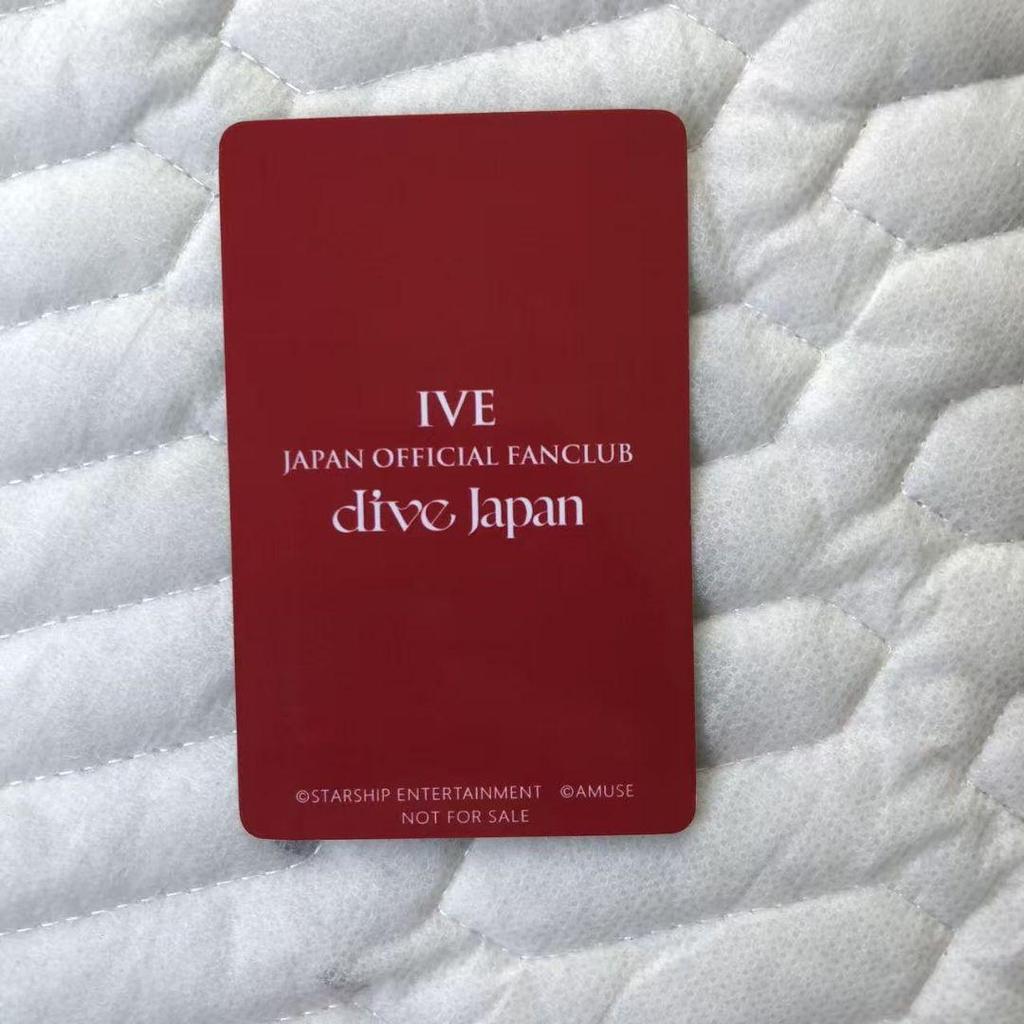 IVE
JAPAN OFFICIAL FANCLUB
dive Japan
©STARSHIP ENTERTAINMENT ©AMUSE
NOT FOR SALE